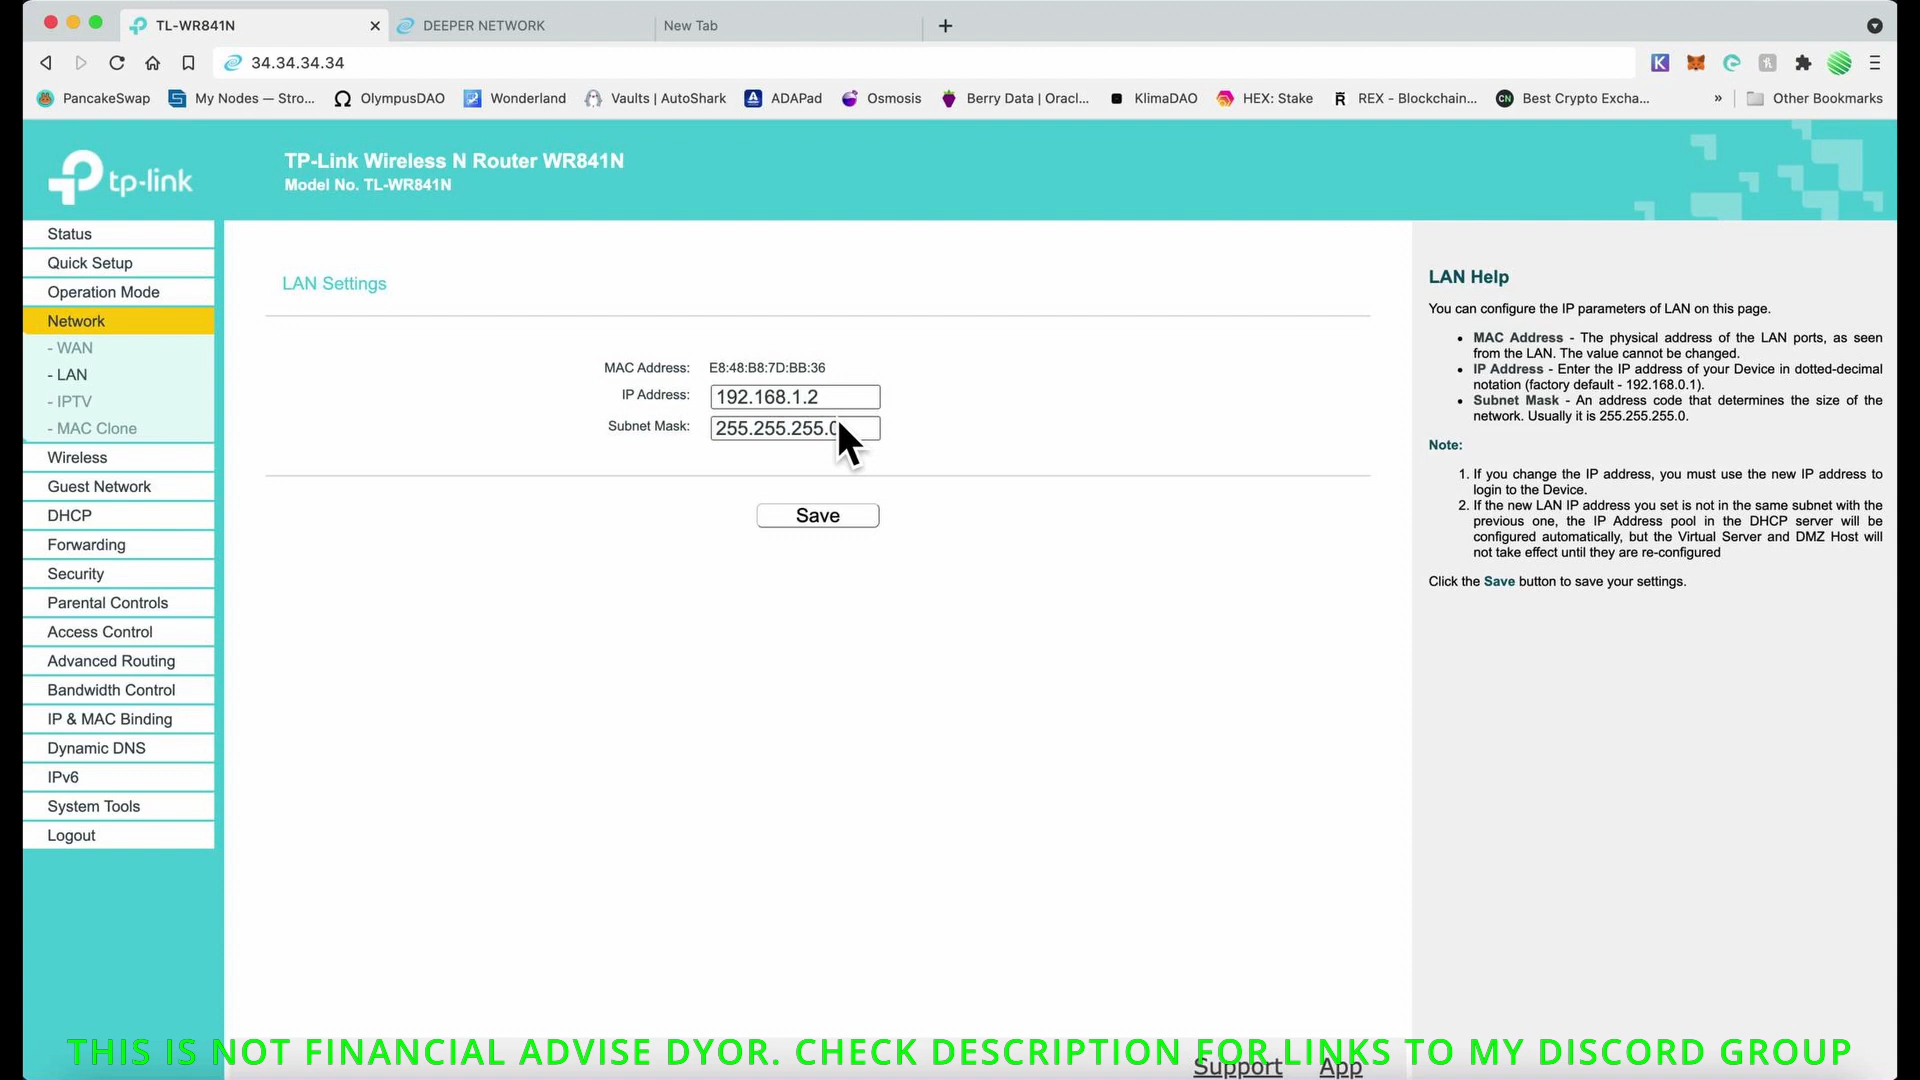 TL-WR841N
DEEPER NETWORK
New Tab
34.34.34.34
PancakeSwap
My Nodes — Stro...
OlympusDAO
Wonderland
Vaults | AutoShark
ADAPad
Osmosis
Berry Data | Oracl...
KlimaDAO
HEX: Stake
REX - Blockchain...
Best Crypto Excha...
Other Bookmarks
tp-link
TP-Link Wireless N Router WR841N
Model No. TL-WR841N
Status
Quick Setup
Operation Mode
Network
- WAN
- LAN
- IPTV
- MAC Clone
Wireless
Guest Network
DHCP
Forwarding
Security
Parental Controls
Access Control
Advanced Routing
Bandwidth Control
IP & MAC Binding
Dynamic DNS
IPv6
System Tools
Logout
LAN Settings
MAC Address: E8:48:B8:7D:BB:36
IP Address: 192.168.1.2
Subnet Mask: 255.255.255.0
Save
LAN Help
You can configure the IP parameters of LAN on this page.
• MAC Address - The physical address of the LAN ports, as seen
from the LAN. The value cannot be changed.
• IP Address - Enter the IP address of your Device in dotted-decimal
notation (factory default - 192.168.0.1).
• Subnet Mask - An address code that determines the size of the
network. Usually it is 255.255.255.0.
Note:
1. If you change the IP address, you must use the new IP address to
login to the Device.
2. If the new LAN IP address you set is not in the same subnet with the
previous one, the IP Address pool in the DHCP server will be
configured automatically, but the Virtual Server and DMZ Host will
not take effect until they are re-configured
Click the Save button to save your settings.
THIS IS NOT FINANCIAL ADVISE DYOR. CHECK DESCRIPTION FOR LINKS TO MY DISCORD GROUP
Support App